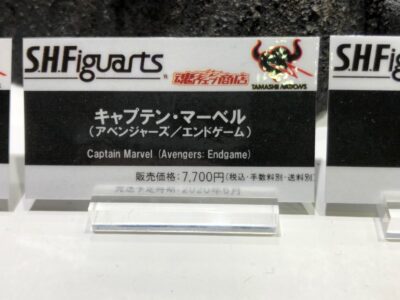 S.H.Figuarts
魂ウェブ商店
TAMASHII NATIONS
キャプテン・マーベル
(アベンジャーズ／エンドゲーム)
Captain Marvel (Avengers: Endgame)
販売価格：7,700円(税込・手数料別・送料別)
発売予定時期：2020年6月
S.H.F